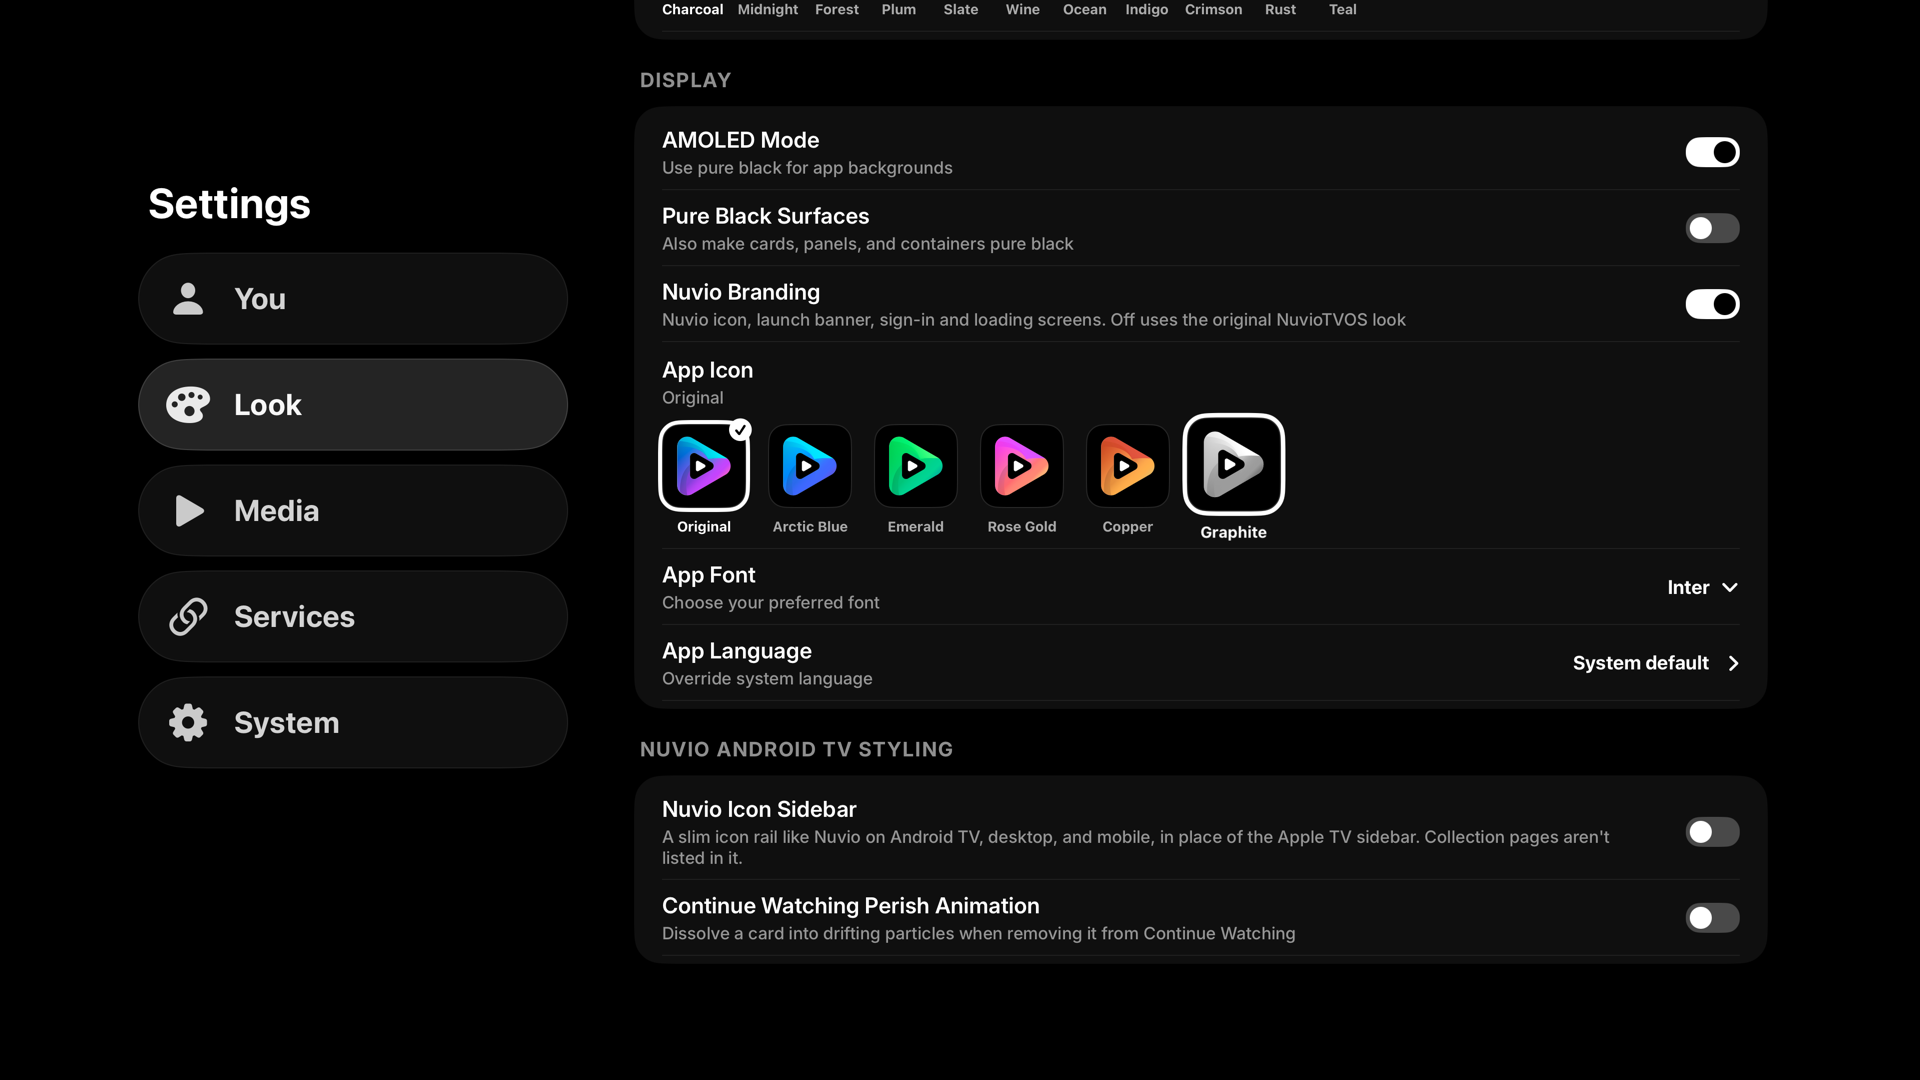 Charcoal Midnight Forest Plum Slate Wine Ocean Indigo Crimson Rust Teal
Settings
You
Look
Media
Services
System
DISPLAY
AMOLED Mode
Use pure black for app backgrounds
Pure Black Surfaces
Also make cards, panels, and containers pure black
Nuvio Branding
Nuvio icon, launch banner, sign-in and loading screens. Off uses the original NuvioTVOS look
App Icon
Original
Original Arctic Blue Emerald Rose Gold Copper Graphite
App Font
Choose your preferred font
Inter
App Language
Override system language
System default
NUVIO ANDROID TV STYLING
Nuvio Icon Sidebar
A slim icon rail like Nuvio on Android TV, desktop, and mobile, in place of the Apple TV sidebar. Collection pages aren't
listed in it.
Continue Watching Perish Animation
Dissolve a card into drifting particles when removing it from Continue Watching